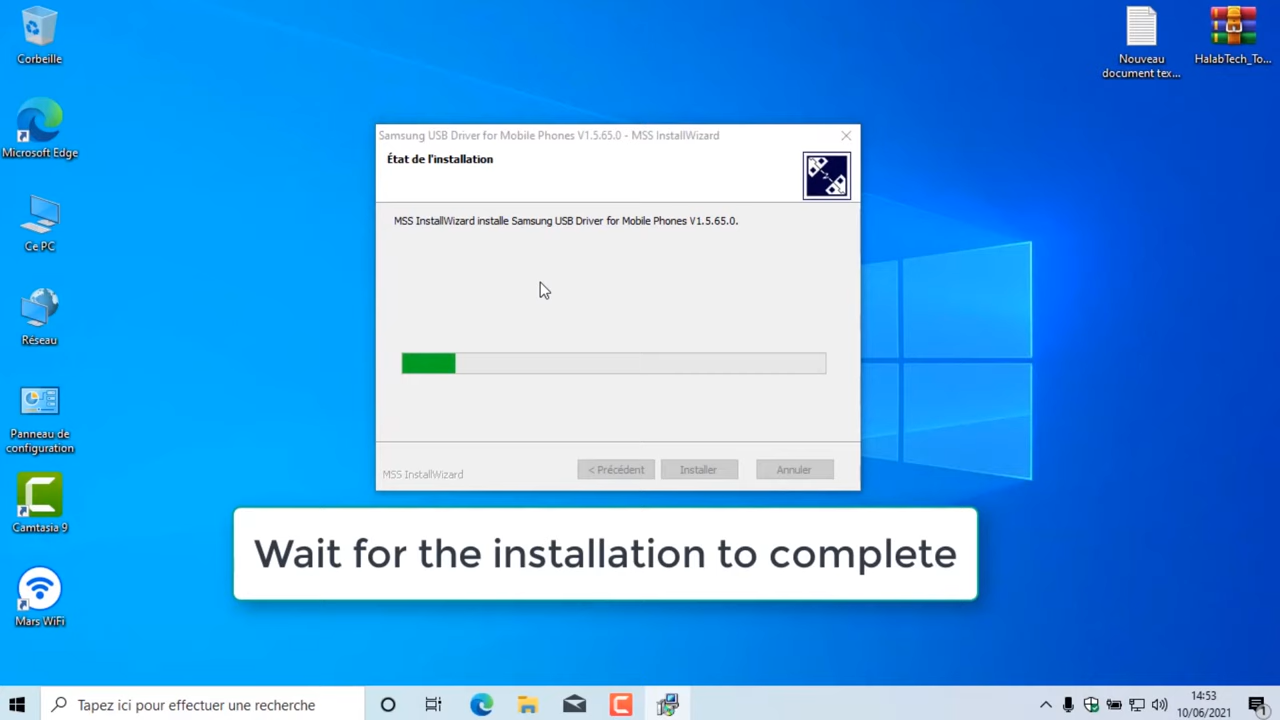 Corbeille
Microsoft Edge
Ce PC
Réseau
Panneau de
configuration
Camtasia 9
Mars WiFi
Nouveau
document tex...
HalabTech_To...
Samsung USB Driver for Mobile Phones V1.5.65.0 - MSS InstallWizard
État de l'installation
MSS InstallWizard installe Samsung USB Driver for Mobile Phones V1.5.65.0.
MSS InstallWizard
< Précédent
Installer
Annuler
Wait for the installation to complete
Tapez ici pour effectuer une recherche
14:53
10/06/2021
1